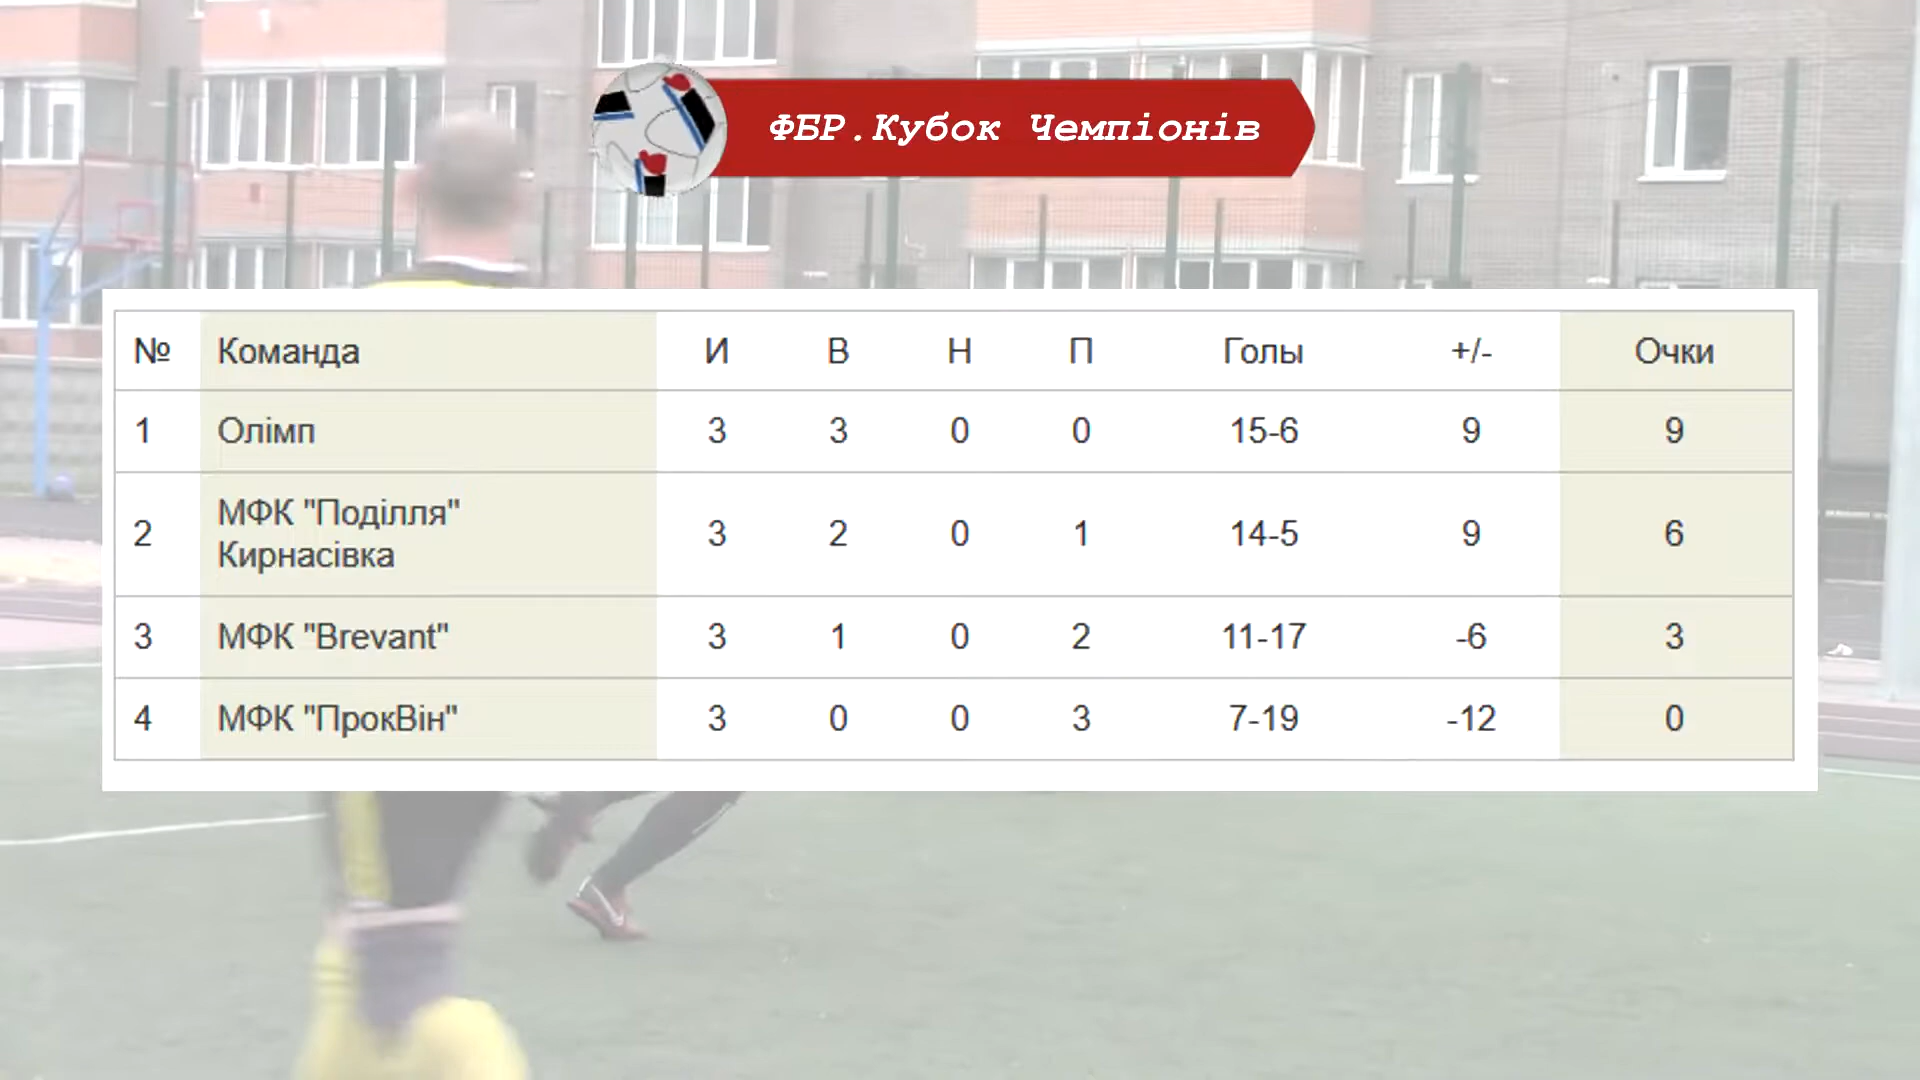 ФБР.Кубок Чемпіонів
№ Команда И В Н П Голы +/- Очки
1 Олімп 3 3 0 0 15-6 9 9
2 МФК "Поділля" Кирнасівка 3 2 0 1 14-5 9 6
3 МФК "Brevant" 3 1 0 2 11-17 -6 3
4 МФК "ПрокВін" 3 0 0 3 7-19 -12 0